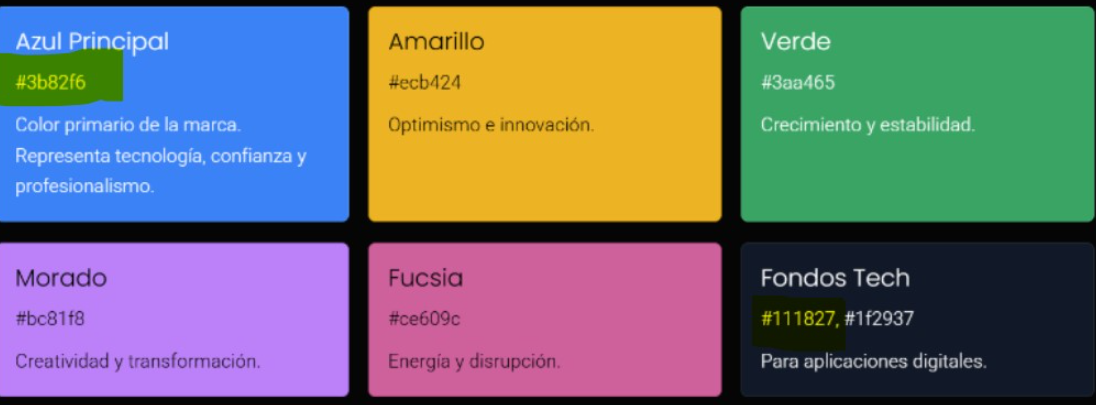 Azul Principal
#3b82f6
Color primario de la marca.
Representa tecnología, confianza y
profesionalismo.
Amarillo
#ecb424
Optimismo e innovación.
Verde
#3aa465
Crecimiento y estabilidad.
Morado
#bc81f8
Creatividad y transformación.
Fucsia
#ce609c
Energía y disrupción.
Fondos Tech
#111827, #1f2937
Para aplicaciones digitales.